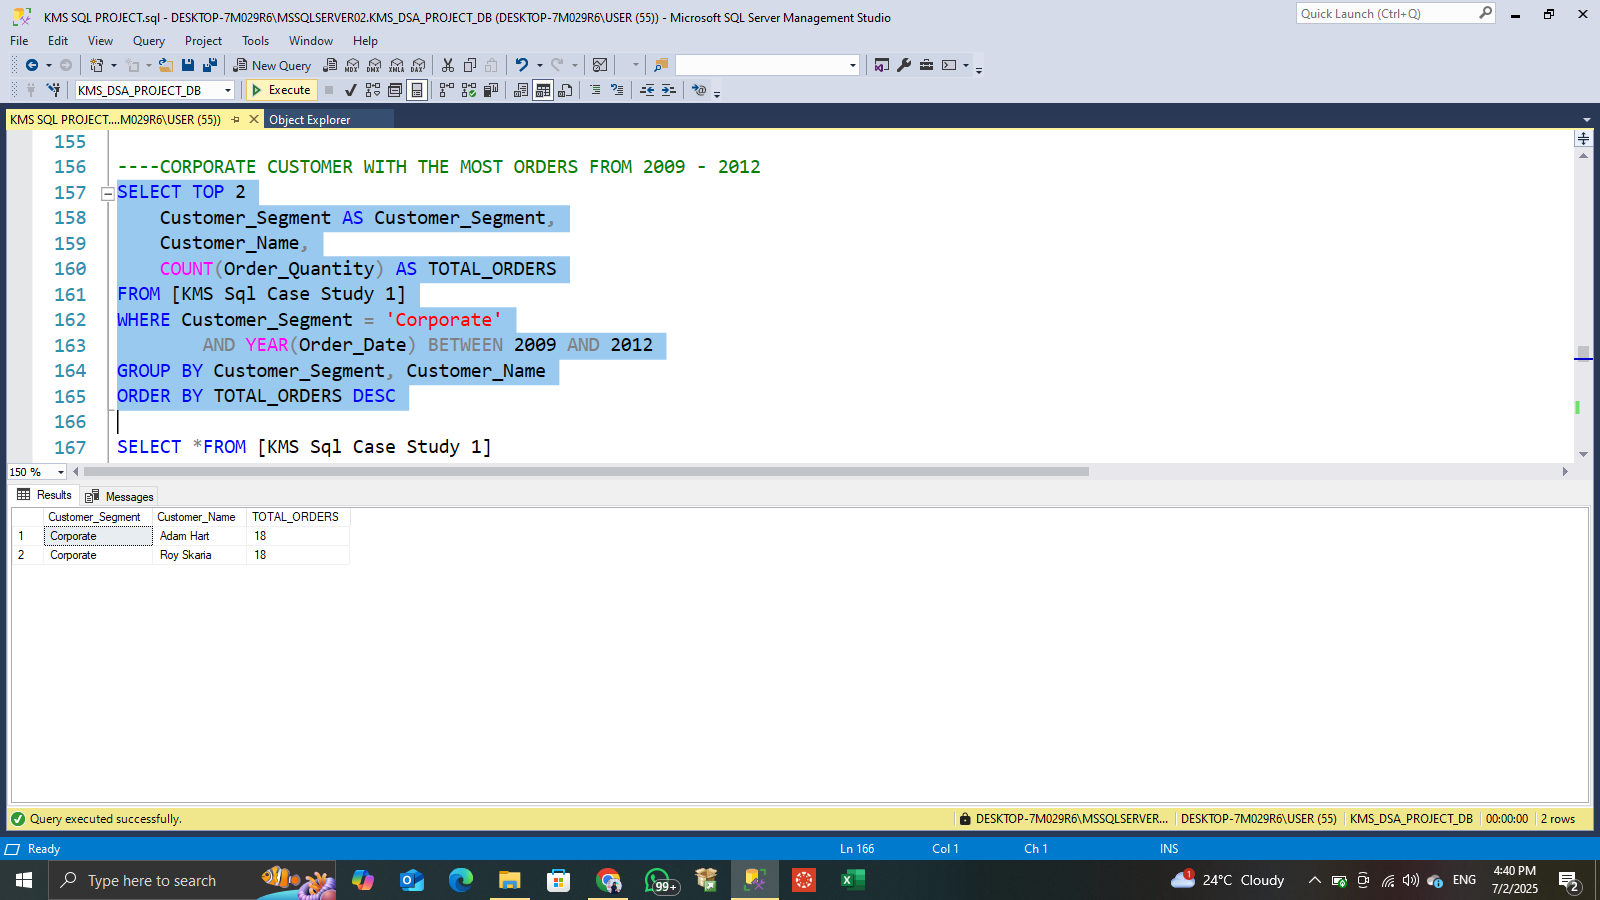 KMS SQL PROJECT.sql - DESKTOP-7M029R6\MSSQLSERVER02.KMS_DSA_PROJECT_DB (DESKTOP-7M029R6\USER (55)) - Microsoft SQL Server Management Studio
Quick Launch (Ctrl+Q)
File Edit View Query Project Tools Window Help
New Query
MDX DMX XMLA DAX
KMS_DSA_PROJECT_DB
Execute
KMS SQL PROJECT....M029R6\USER (55)) Object Explorer
155
156 ----CORPORATE CUSTOMER WITH THE MOST ORDERS FROM 2009 - 2012
157 SELECT TOP 2
158 Customer_Segment AS Customer_Segment,
159 Customer_Name,
160 COUNT(Order_Quantity) AS TOTAL_ORDERS
161 FROM [KMS Sql Case Study 1]
162 WHERE Customer_Segment = 'Corporate'
163 AND YEAR(Order_Date) BETWEEN 2009 AND 2012
164 GROUP BY Customer_Segment, Customer_Name
165 ORDER BY TOTAL_ORDERS DESC
166
167 SELECT *FROM [KMS Sql Case Study 1]
150 %
Results Messages
Customer_Segment Customer_Name TOTAL_ORDERS
1 Corporate Adam Hart 18
2 Corporate Roy Skaria 18
Query executed successfully.
DESKTOP-7M029R6\MSSQLSERVER... DESKTOP-7M029R6\USER (55) KMS_DSA_PROJECT_DB 00:00:00 2 rows
Ready Ln 166 Col 1 Ch 1 INS
Type here to search
99+
1
24°C Cloudy
ENG
4:40 PM
7/2/2025
2